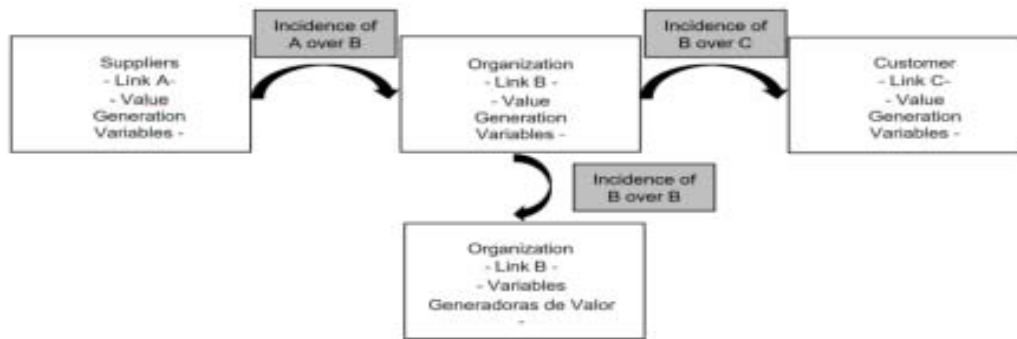 Incidence of
A over B
Incidence of
B over C
Suppliers
- Link A-
- Value
Generation
Variables -
Organization
- Link B -
- Value
Generation
Variables -
Customer
- Link C-
- Value
Generation
Variables -
Incidence of
B over B
Organization
- Link B -
- Variables
Generadoras de Valor
-